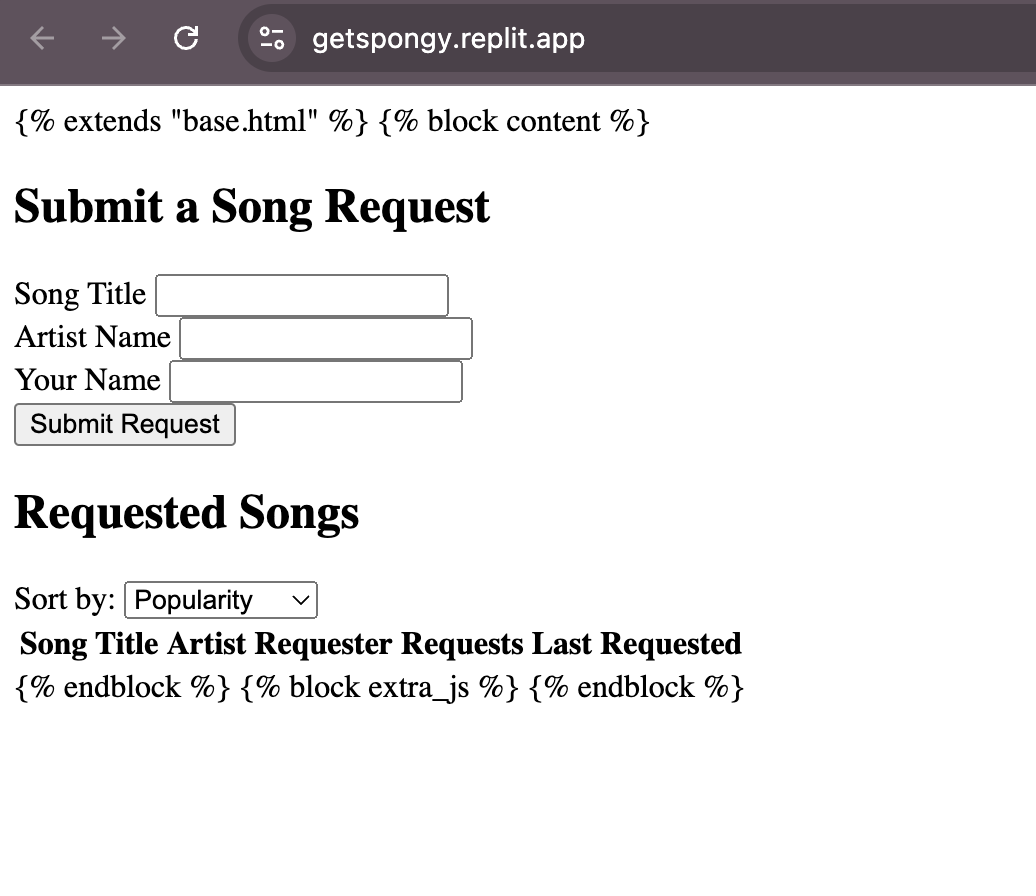 getspongy.replit.app
{% extends "base.html" %} {% block content %}
Submit a Song Request
Song Title
Artist Name
Your Name
Submit Request
Requested Songs
Sort by: Popularity
Song Title Artist Requester Requests Last Requested
{% endblock %} {% block extra_js %} {% endblock %}